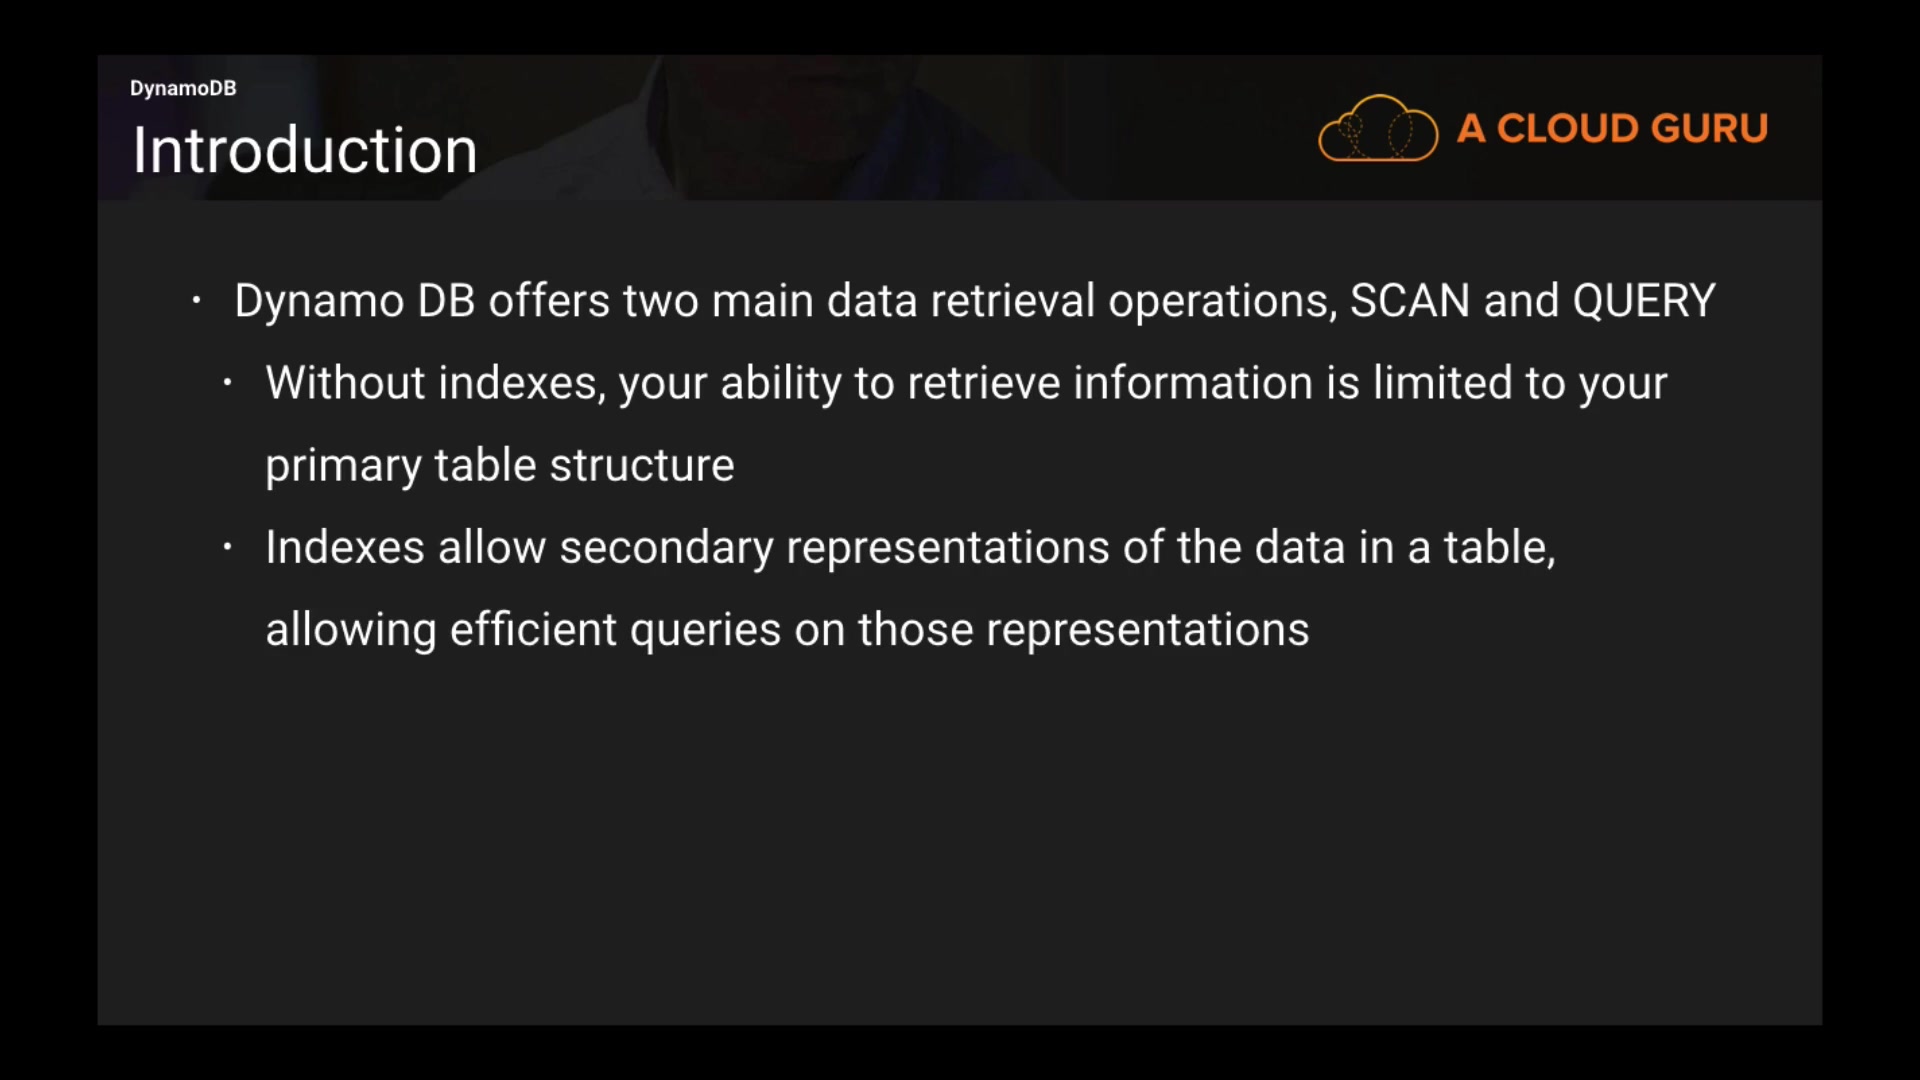 DynamoDB
Introduction
A CLOUD GURU
· Dynamo DB offers two main data retrieval operations, SCAN and QUERY
· Without indexes, your ability to retrieve information is limited to your
primary table structure
· Indexes allow secondary representations of the data in a table,
allowing efficient queries on those representations